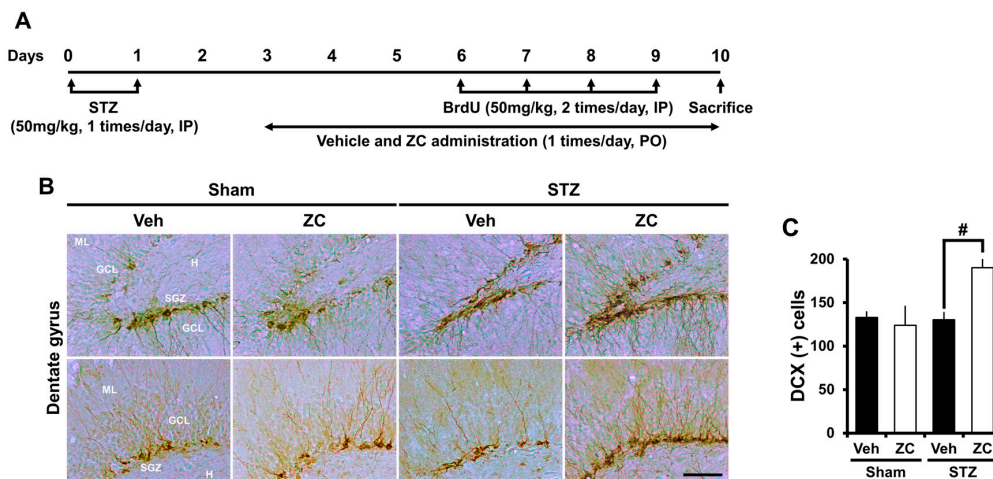 A
Days 0 1 2 3 4 5 6 7 8 9 10
STZ
(50mg/kg, 1 times/day, IP)
BrdU (50mg/kg, 2 times/day, IP)
Sacrifice
Vehicle and ZC administration (1 times/day, PO)
B
Sham STZ
Veh ZC Veh ZC
Dentate gyrus
ML
GCL
H
SGZ
GCL
ML
GCL
SGZ
H
C
#
DCX (+) cells
200
150
100
50
0
Veh ZC Veh ZC
Sham STZ